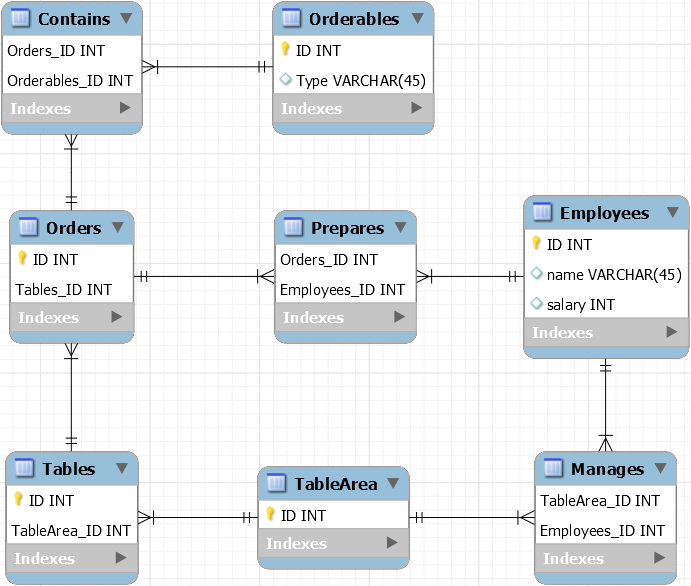 Contains
Orders_ID INT
Orderables_ID INT
Indexes
Orderables
ID INT
Type VARCHAR(45)
Indexes
Orders
ID INT
Tables_ID INT
Indexes
Prepares
Orders_ID INT
Employees_ID INT
Indexes
Employees
ID INT
name VARCHAR(45)
salary INT
Indexes
Tables
ID INT
TableArea_ID INT
Indexes
TableArea
ID INT
Indexes
Manages
TableArea_ID INT
Employees_ID INT
Indexes